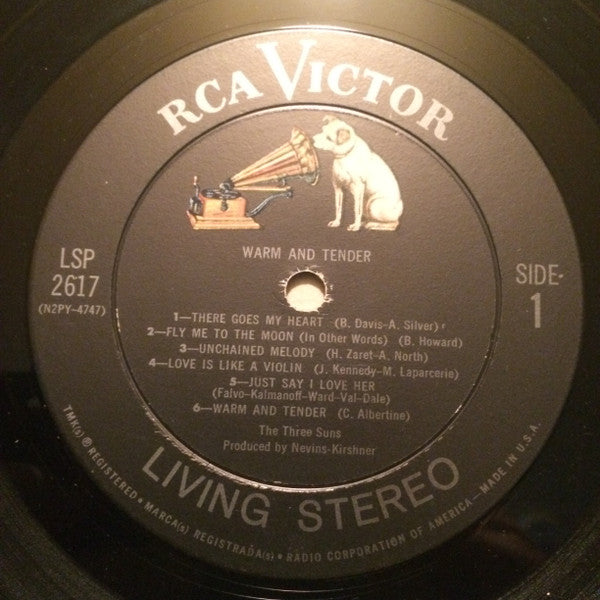 RCA VICTOR
WARM AND TENDER
LSP
2617
(N2PY-4747)
SIDE
1
1—THERE GOES MY HEART (B. Davis-A. Silver)
2—FLY ME TO THE MOON (In Other Words) (B. Howard)
3—UNCHAINED MELODY (H. Zaret-A. North)
4—LOVE IS LIKE A VIOLIN (J. Kennedy-M. Laparcerie)
5—JUST SAY I LOVE HER
(Falvo-Kalmanoff-Ward-Val-Dale)
6—WARM AND TENDER (C. Albertine)
The Three Suns
Produced by Nevins-Kirshner
LIVING STEREO
TMK(s) ® REGISTERED • MARCA(s) REGISTRADA(s) • RADIO CORPORATION OF AMERICA—MADE IN U.S.A.